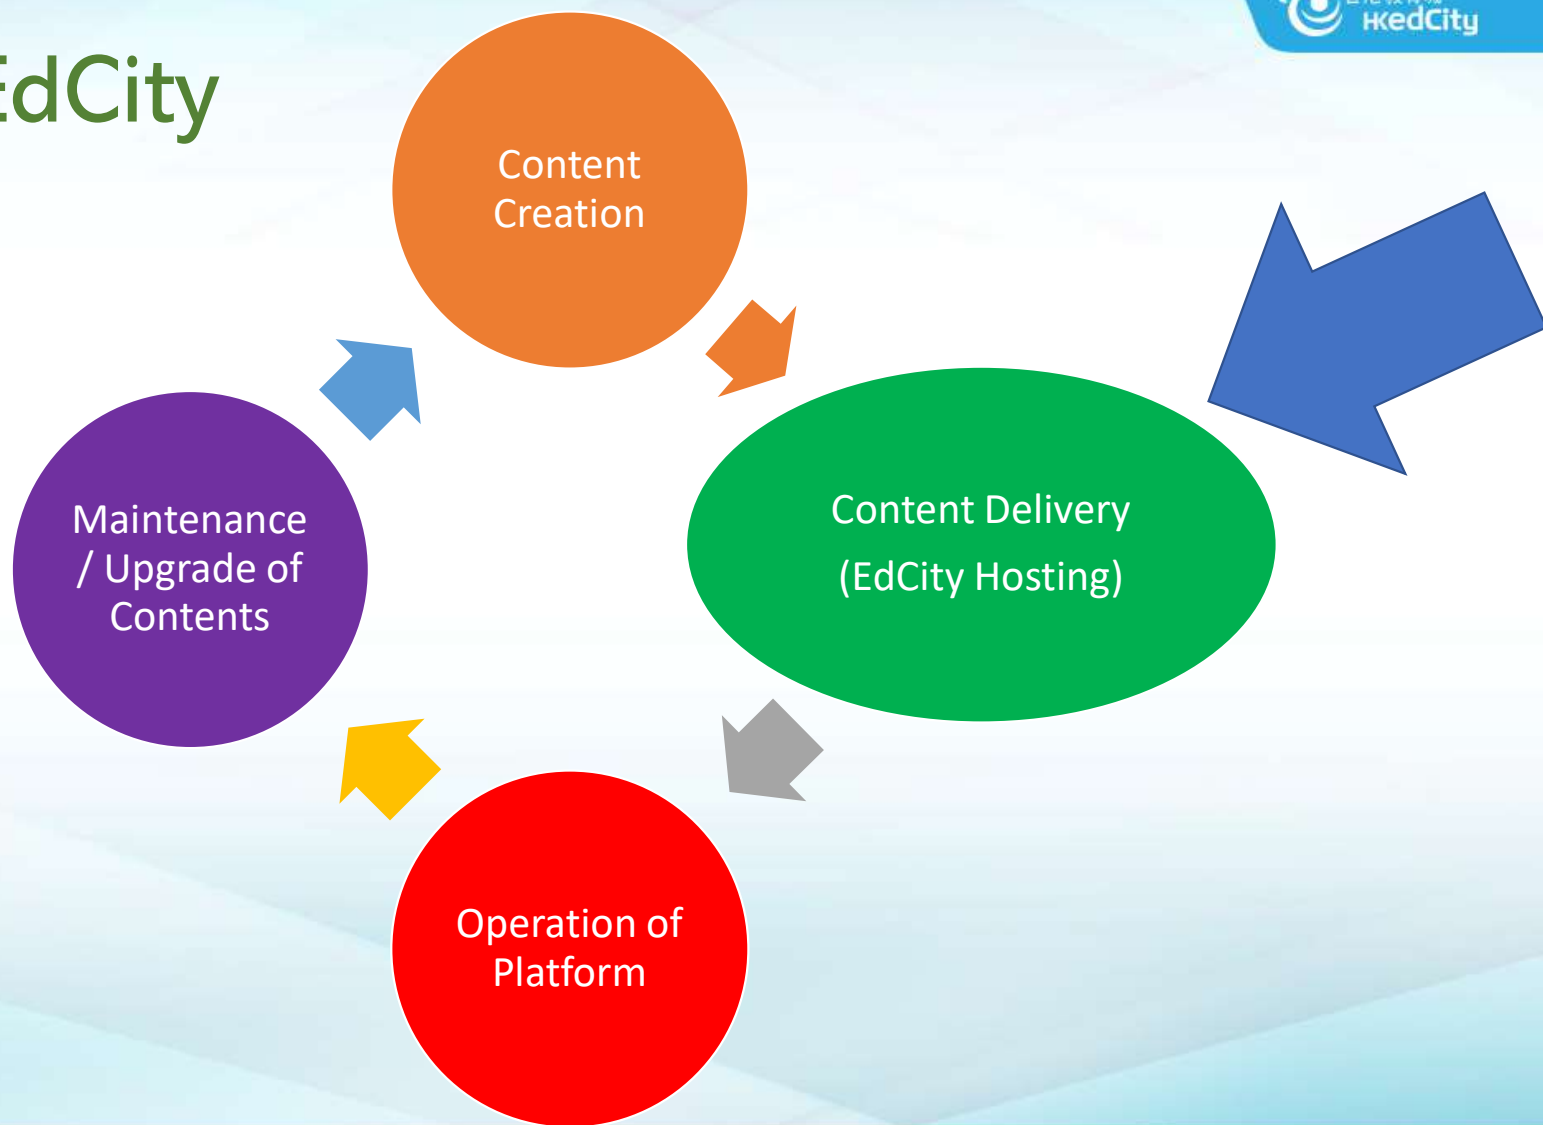 EdCity
HKedCity
Content
Creation
Content Delivery
(EdCity Hosting)
Maintenance
/ Upgrade of
Contents
Operation of
Platform